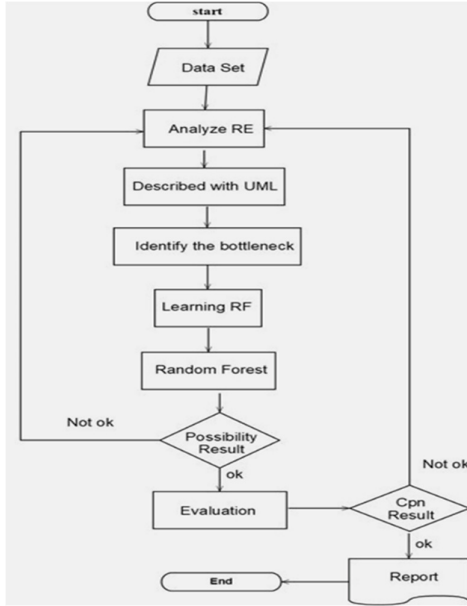 start
Data Set
Analyze RE
Described with UML
Identify the bottleneck
Learning RF
Random Forest
Not ok
Possibility
Result
ok
Evaluation
Not ok
Cpn
Result
ok
Report
End